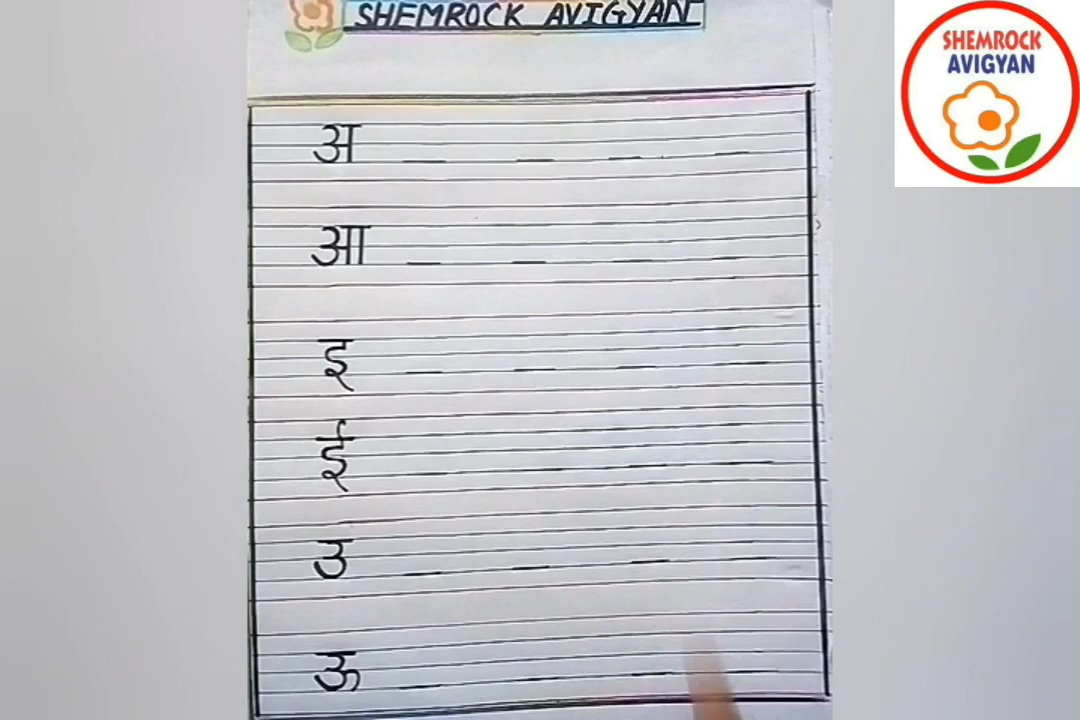 SHEMROCK AVIGYAN
SHEMROCK
AVIGYAN
अ _ _ _ _
आ _ _ _ _
इ _ _ _ _
ई _ _ _ _
उ _ _ _ _
ऊ _ _ _ _